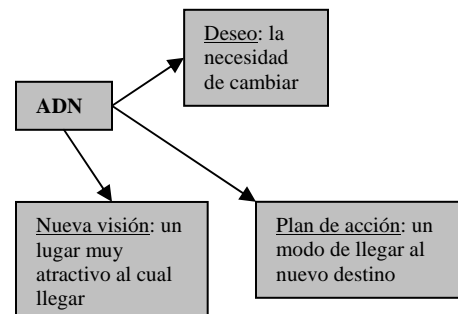 Deseo: la
necesidad
de cambiar
ADN
Nueva visión: un
lugar muy
atractivo al cual
llegar
Plan de acción: un
modo de llegar al
nuevo destino